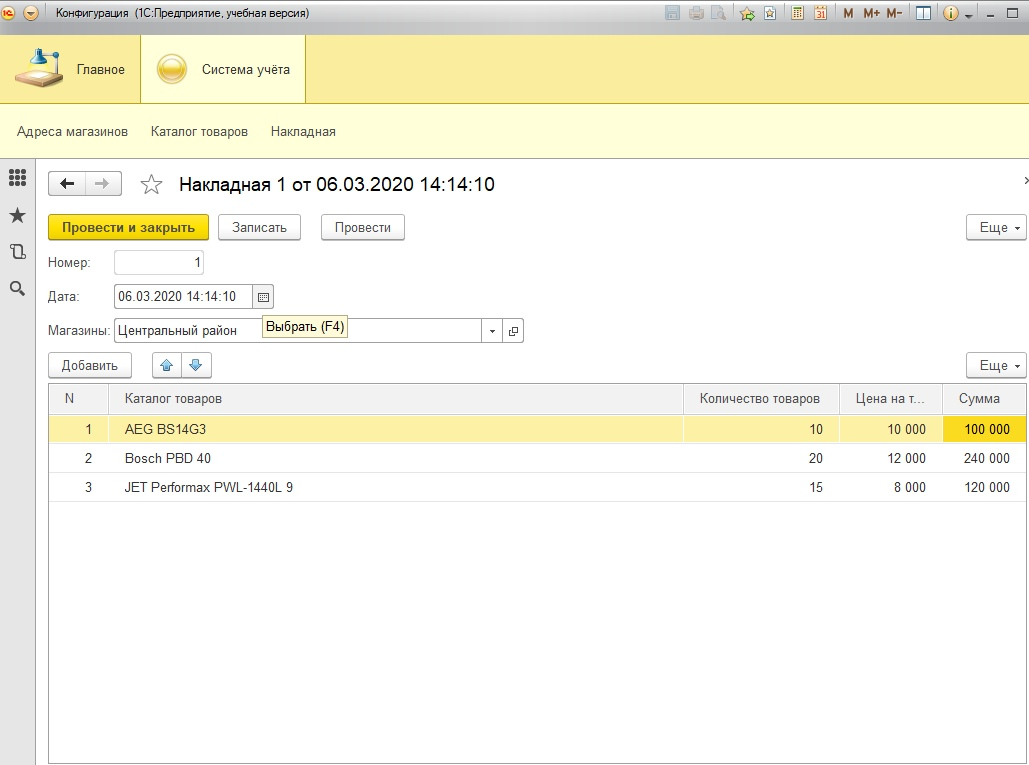 Конфигурация (1С:Предприятие, учебная версия)
31 M M+ M-
Главное
Система учёта
Адреса магазинов Каталог товаров Накладная
Накладная 1 от 06.03.2020 14:14:10
Провести и закрыть Записать Провести Еще
Номер: 1
Дата: 06.03.2020 14:14:10
Магазины: Центральный район Выбрать (F4)
Добавить Еще
N Каталог товаров Количество товаров Цена на т... Сумма
1 AEG BS14G3 10 10 000 100 000
2 Bosch PBD 40 20 12 000 240 000
3 JET Performax PWL-1440L 9 15 8 000 120 000